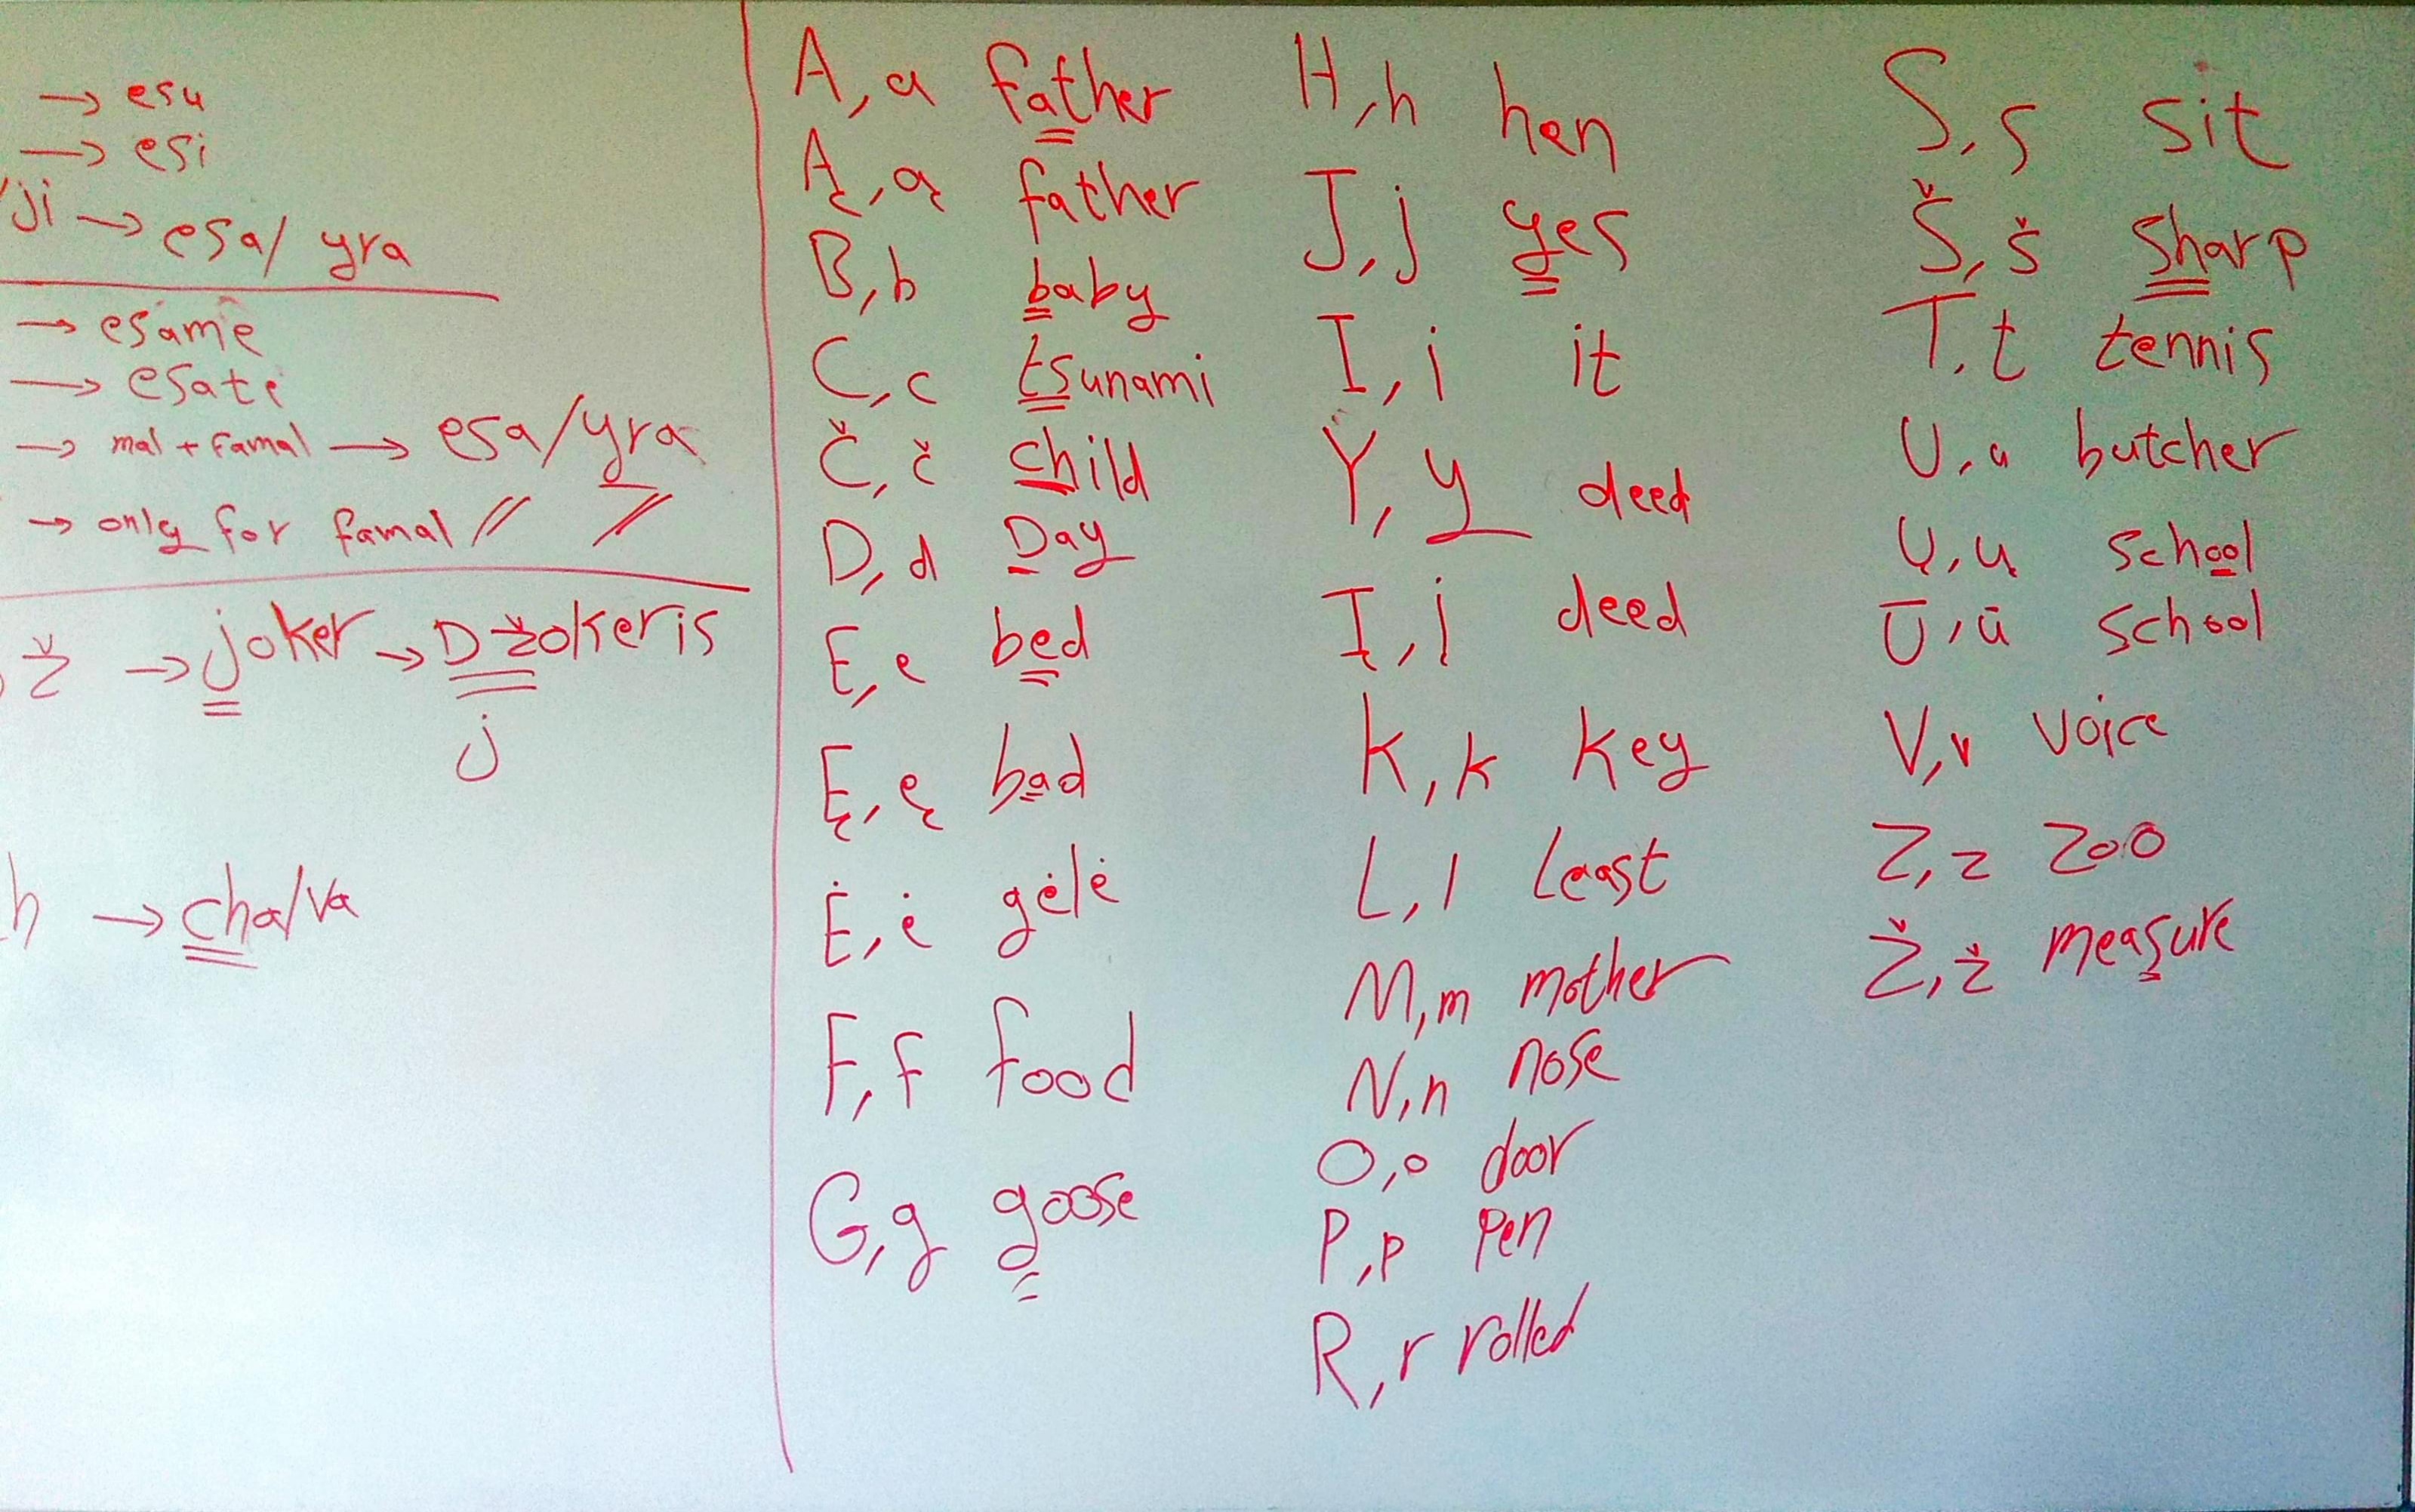 → esu
→ esi
ji → esa/ yra
→ esame
→ esate
→ mal + famal → esa/yra
→ only for famal // //
ž → joker → Džokeris
j
h → chalva
A, a father
Ą, ą father
B, b baby
C, c tsunami
Č, č child
D, d Day
E, e bed
Ę, ę bad
Ė, ė gėlė
F, f food
G, g goose
H, h hen
J, j yes
I, i it
Y, y deed
Į, į deed
K, k key
L, l Least
M, m mother
N, n nose
O, o door
P, p pen
R, r rolled
S, s sit
Š, š sharp
T, t tennis
U, u butcher
Ų, ų school
Ū, ū school
V, v voice
Z, z zoo
Ž, ž measure